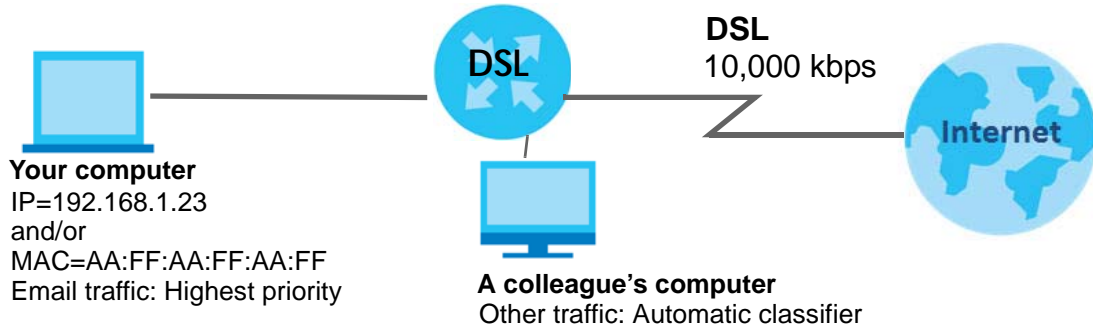 DSL
DSL
10,000 kbps
Internet
Your computer
IP=192.168.1.23
and/or
MAC=AA:FF:AA:FF:AA:FF
Email traffic: Highest priority
A colleague’s computer
Other traffic: Automatic classifier